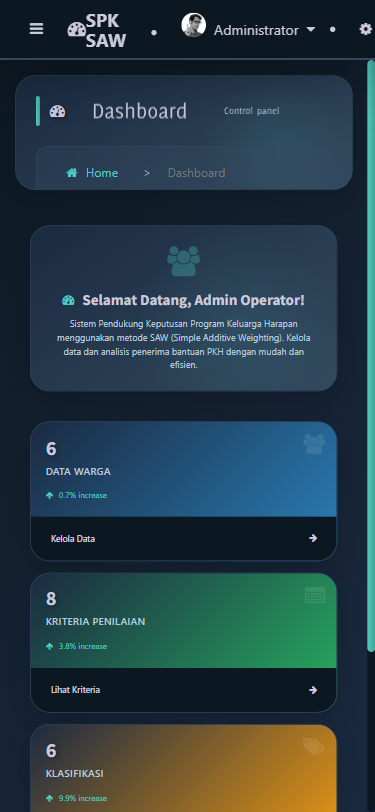 SPK
SAW
Administrator
Dashboard Control panel
Home > Dashboard
Selamat Datang, Admin Operator!
Sistem Pendukung Keputusan Program Keluarga Harapan
menggunakan metode SAW (Simple Additive Weighting). Kelola
data dan analisis penerima bantuan PKH dengan mudah dan
efisien.
6
DATA WARGA
0.7% increase
Kelola Data
8
KRITERIA PENILAIAN
3.8% increase
Lihat Kriteria
6
KLASIFIKASI
9.9% increase